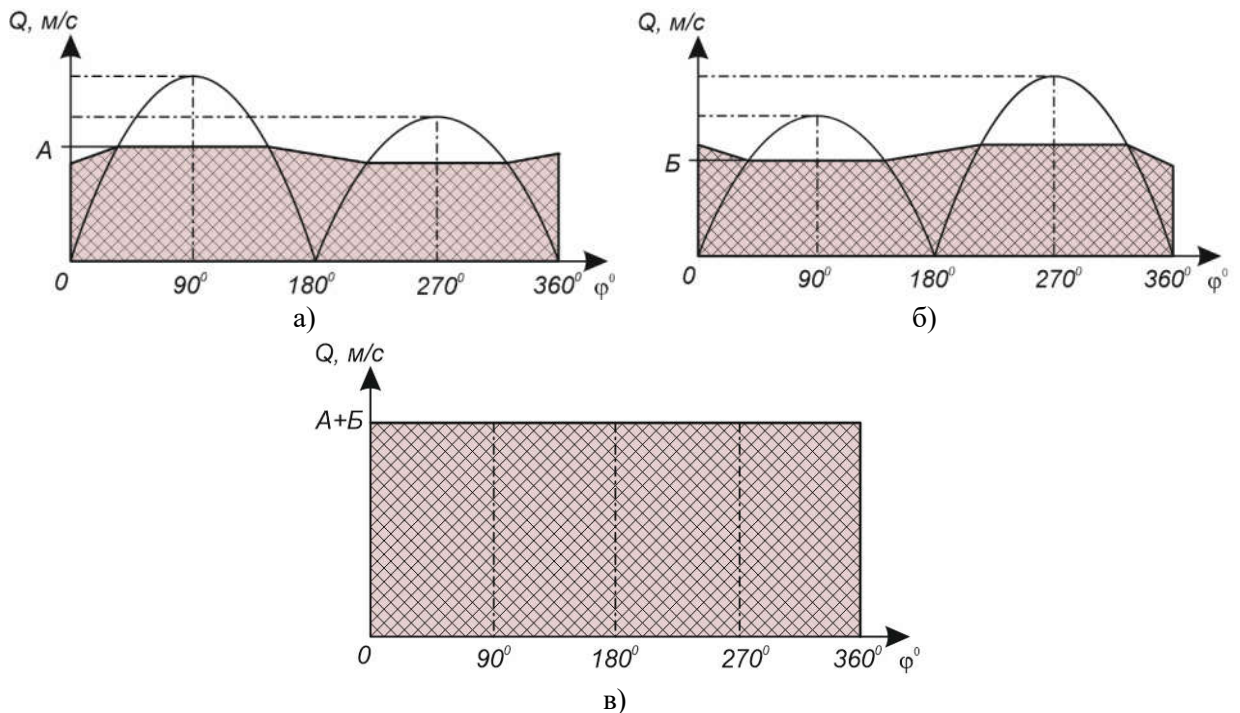 Q, м/с
А
0 90⁰ 180⁰ 270⁰ 360⁰ φ⁰
а)
Q, м/с
Б
0 90⁰ 180⁰ 270⁰ 360⁰ φ⁰
б)
Q, м/с
А+Б
0 90⁰ 180⁰ 270⁰ 360⁰ φ⁰
в)